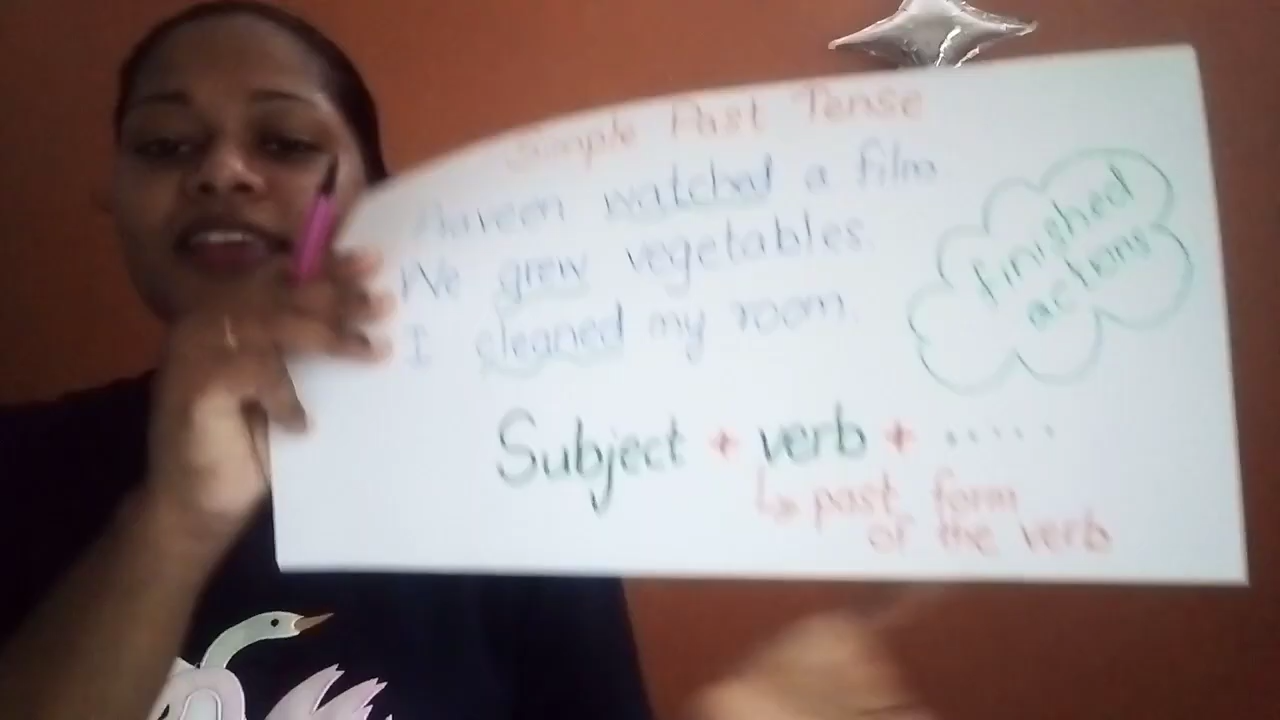 Simple Past Tense
Praveen watched a film
We grew vegetables.
I cleaned my room.
finished
actions
Subject + verb + .....
↳ past form
of the verb